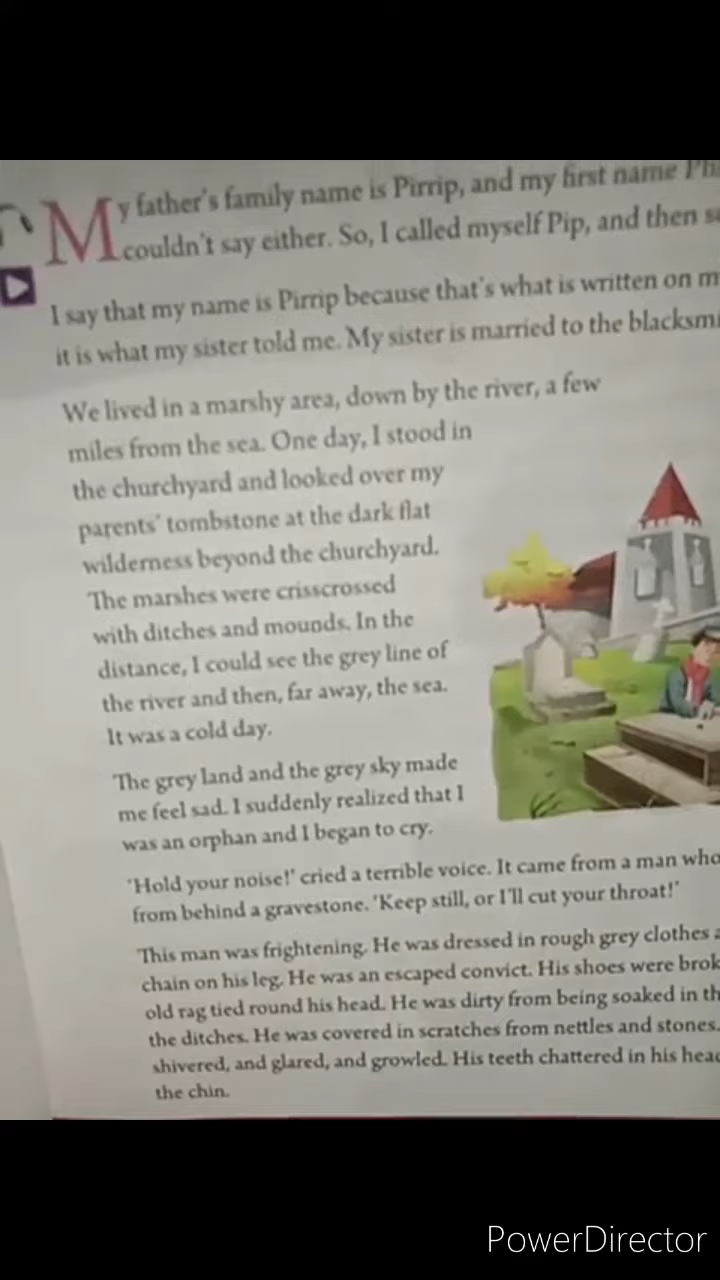 My father's family name is Pirrip, and my first name
couldn't say either. So, I called myself Pip, and then
I say that my name is Pirrip because that's what is written on
it is what my sister told me. My sister is married to the
We lived in a marshy area, down by the river, a few
miles from the sea. One day, I stood in
the churchyard and looked over my
parents' tombstone at the dark flat
wilderness beyond the churchyard.
The marshes were crisscrossed
with ditches and mounds. In the
distance, I could see the grey line of
the river and then, far away, the sea.
It was a cold day.
The grey land and the grey sky made
me feel sad. I suddenly realized that I
was an orphan and I began to cry.
'Hold your noise!' cried a terrible voice. It came from a man who
from behind a gravestone. 'Keep still, or I'll cut your throat!'
This man was frightening. He was dressed in rough grey clothes
chain on his leg. He was an escaped convict. His shoes were
old rag tied round his head. He was dirty from being soaked in
the ditches. He was covered in scratches from nettles and stones.
shivered, and glared, and growled. His teeth chattered in his
the chin.
PowerDirector